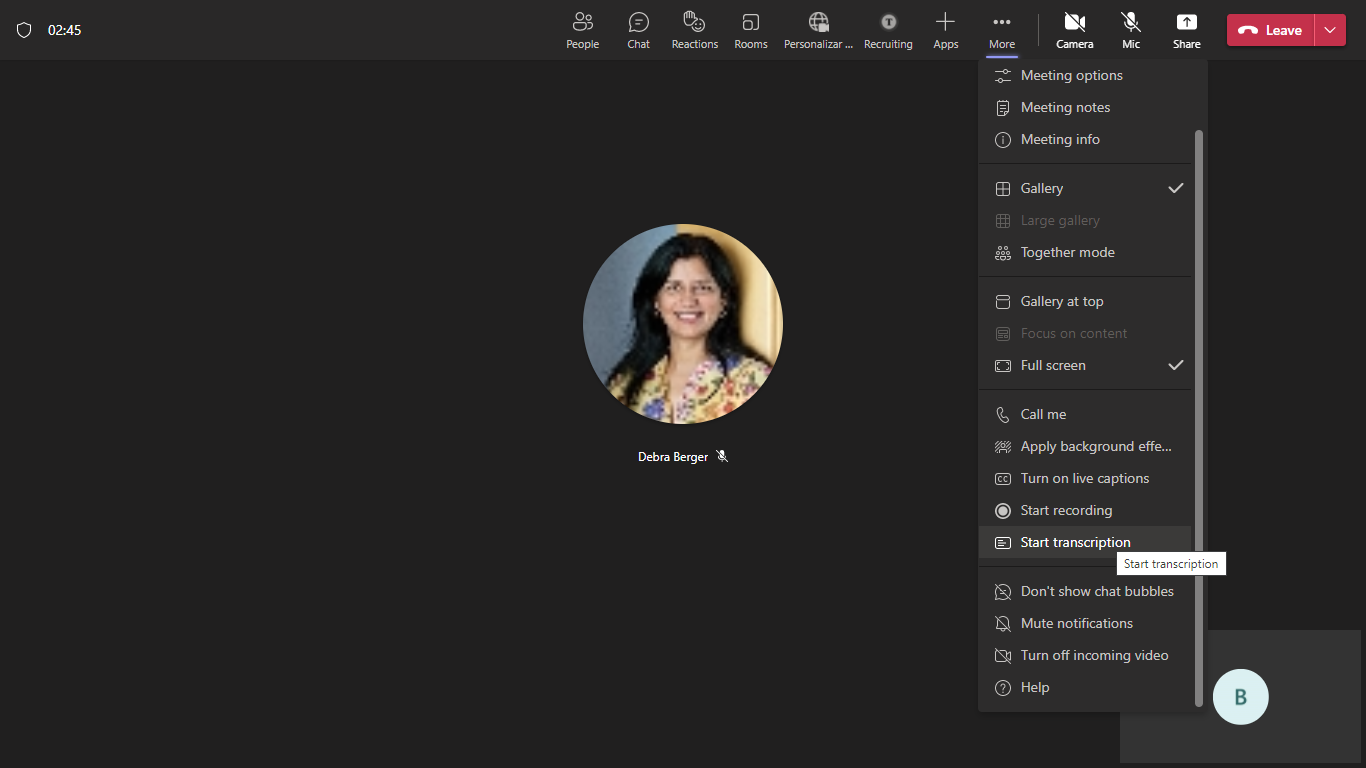 02:45
People
Chat
Reactions
Rooms
Personalizar ...
Recruiting
T
Apps
More
Camera
Mic
Share
Leave
Meeting options
Meeting notes
Meeting info
Gallery
Large gallery
Together mode
Gallery at top
Focus on content
Full screen
Call me
Apply background effe...
CC
Turn on live captions
Start recording
Start transcription
Start transcription
Don't show chat bubbles
Mute notifications
Turn off incoming video
Help
Debra Berger
B